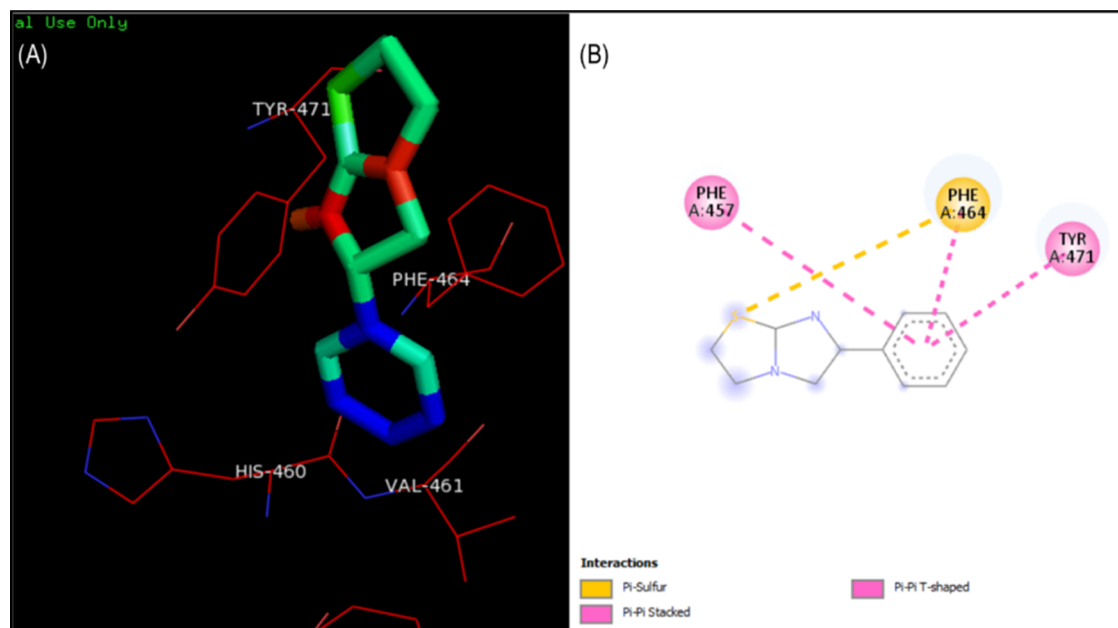 al Use Only
(A)
TYR-471
PHE-464
HIS-460
VAL-461
(B)
PHE
A:457
PHE
A:464
TYR
A:471
S
N
N
Interactions
Pi-Sulfur
Pi-Pi Stacked
Pi-Pi T-shaped